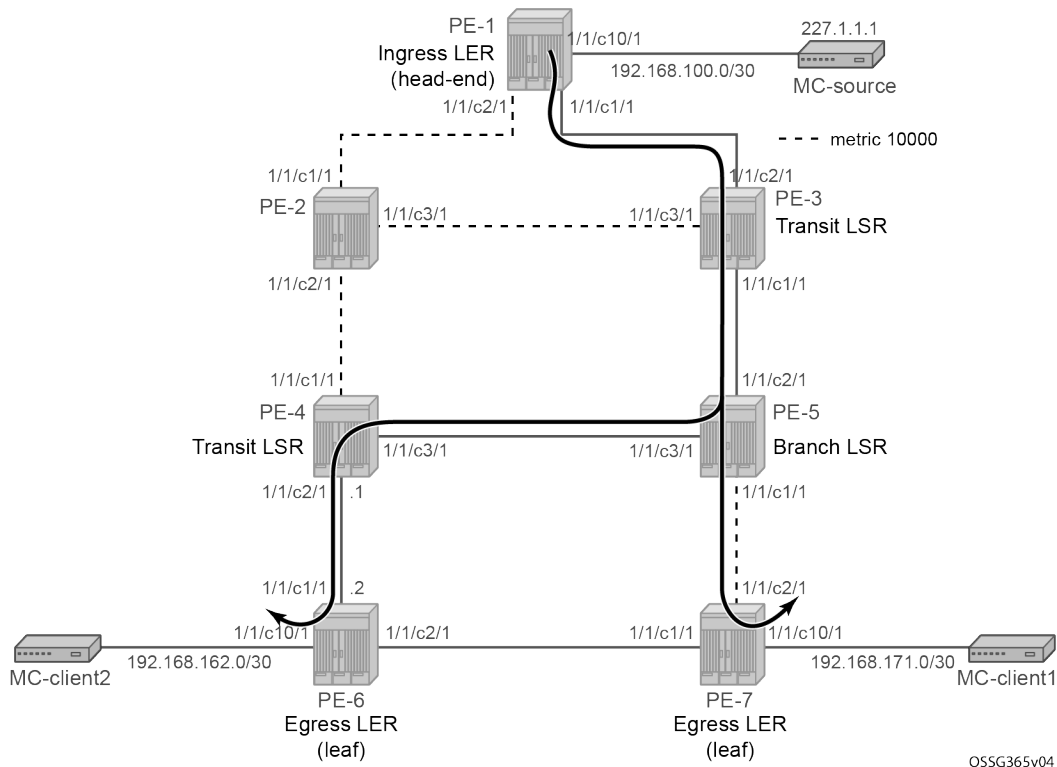 PE-1
Ingress LER
(head-end)
1/1/c10/1
227.1.1.1
192.168.100.0/30
MC-source
1/1/c2/1
1/1/c1/1
metric 10000
1/1/c1/1
PE-2
1/1/c3/1
1/1/c2/1
1/1/c2/1
PE-3
1/1/c3/1
Transit LSR
1/1/c1/1
1/1/c1/1
PE-4
Transit LSR
1/1/c3/1
1/1/c2/1
.1
1/1/c2/1
PE-5
1/1/c3/1
Branch LSR
1/1/c1/1
1/1/c1/1
.2
1/1/c10/1
1/1/c2/1
192.168.162.0/30
MC-client2
PE-6
Egress LER
(leaf)
1/1/c2/1
1/1/c1/1
1/1/c10/1
192.168.171.0/30
MC-client1
PE-7
Egress LER
(leaf)
OSSG365v04